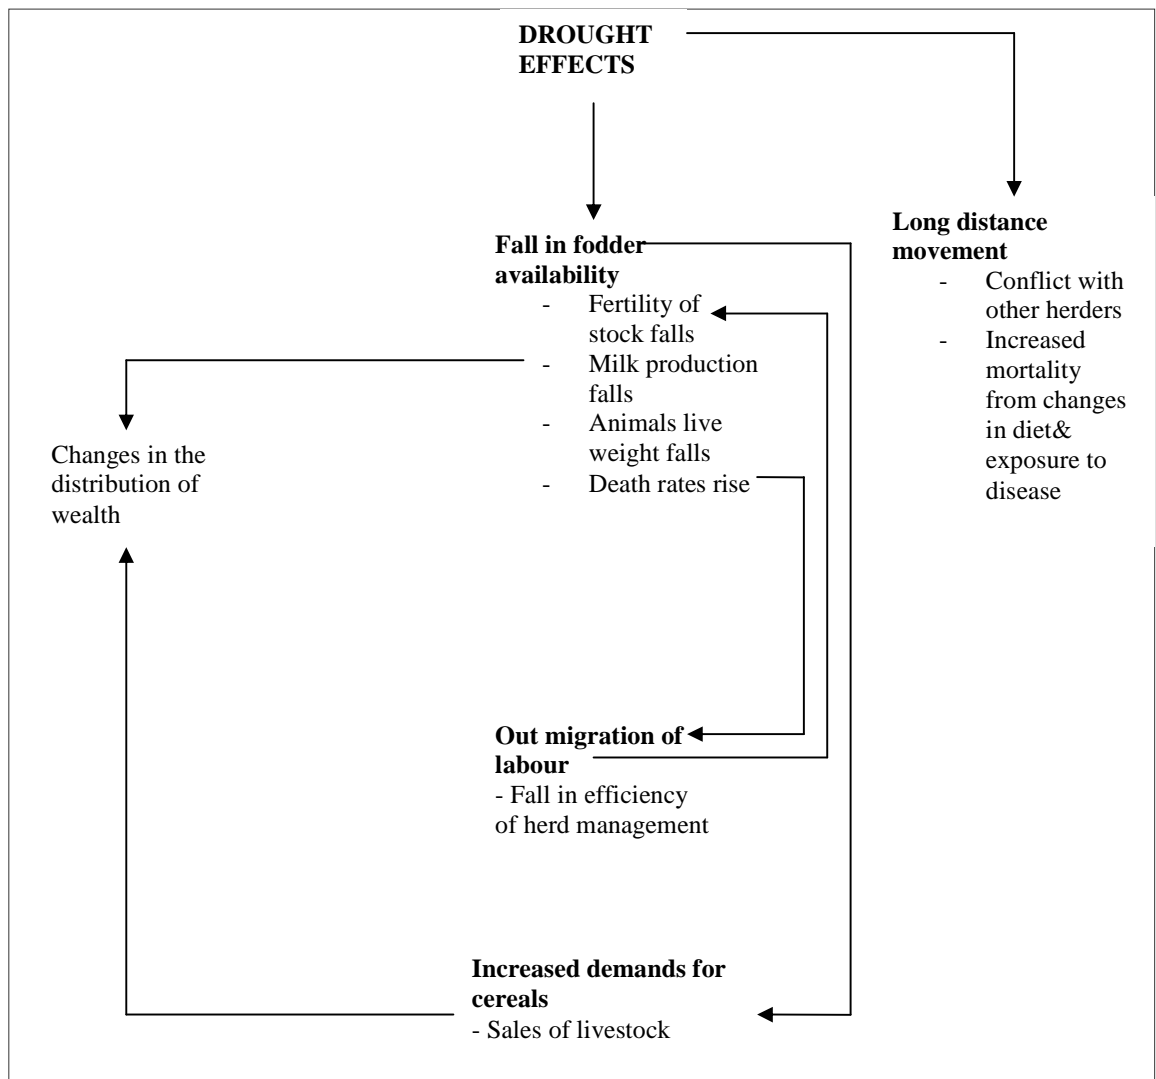 DROUGHT
EFFECTS
Long distance
movement
- Conflict with
other herders
- Increased
mortality
from changes
in diet&
exposure to
disease
Fall in fodder
availability
- Fertility of
stock falls
- Milk production
falls
- Animals live
weight falls
- Death rates rise
Changes in the
distribution of
wealth
Out migration of
labour
- Fall in efficiency
of herd management
Increased demands for
cereals
- Sales of livestock